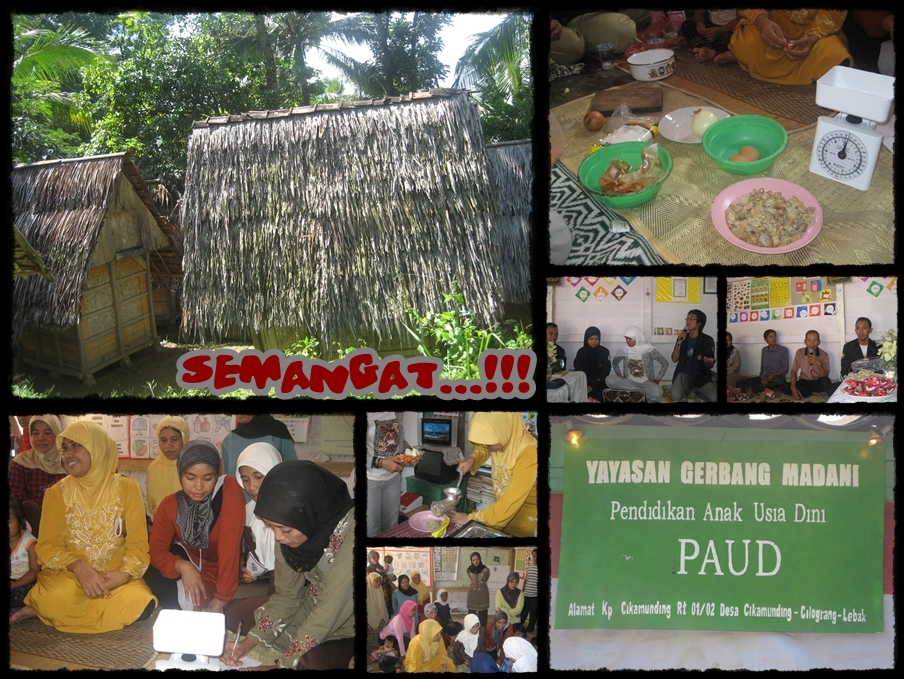 SEMANGAT...!!!
YAYASAN GERBANG MADANI
Pendidikan Anak Usia Dini
PAUD
Alamat Kp Cikamunding Rt 01/02 Desa Cikamunding - Cilograng - Lebak